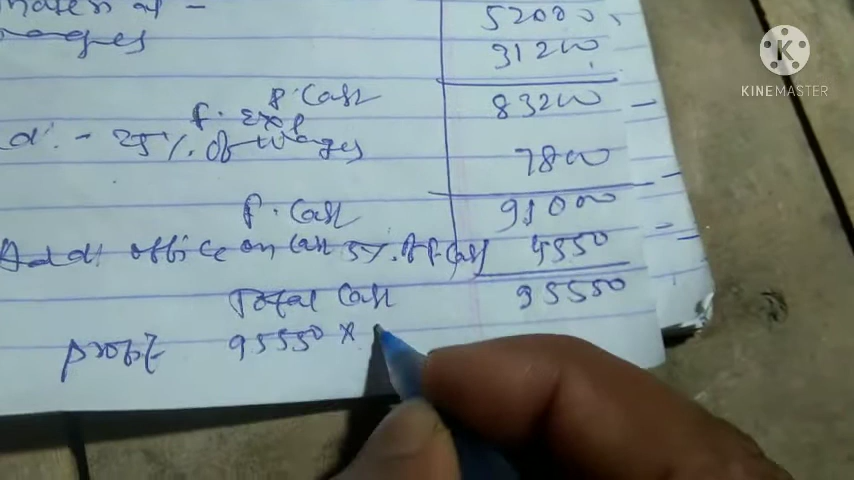 52000
wages 31200
P. Cost 83200 -
F. Exp
Ad: - 25 %. Of wages 7800
F. Cost 91000
Add: office on Cost 5%. Of F. Cost 4550
Total Cost 95550
profit 95550 x
KINEMASTER